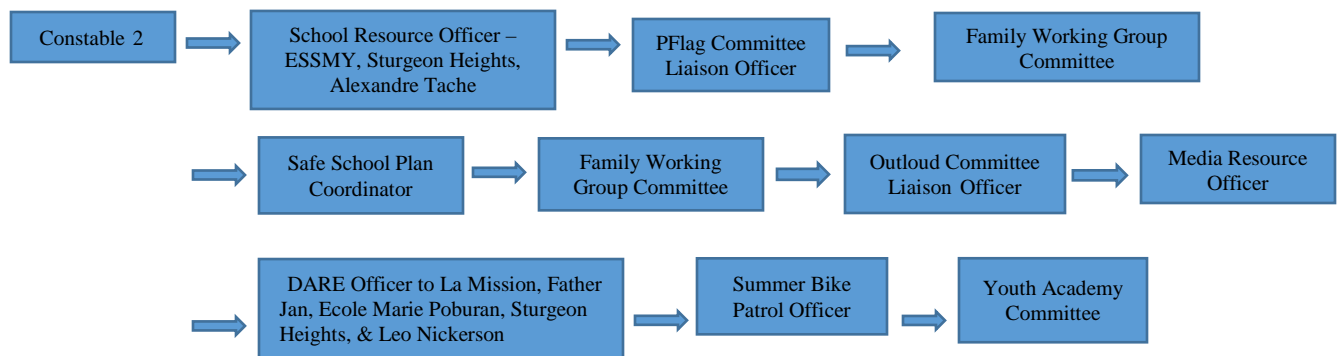 Constable 2
School Resource Officer –
ESSMY, Sturgeon Heights,
Alexandre Tache
PFlag Committee
Liaison Officer
Family Working Group
Committee
Safe School Plan
Coordinator
Family Working
Group Committee
Outloud Committee
Liaison Officer
Media Resource
Officer
DARE Officer to La Mission, Father
Jan, Ecole Marie Poburan, Sturgeon
Heights, & Leo Nickerson
Summer Bike
Patrol Officer
Youth Academy
Committee